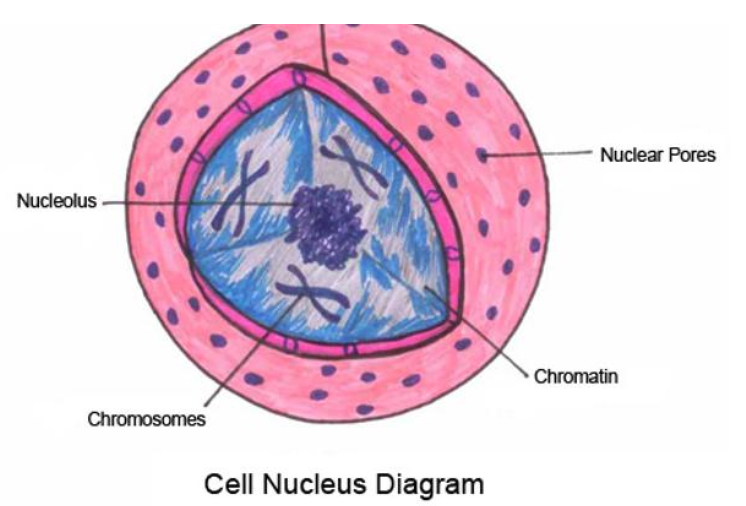 Nuclear Pores
Nucleolus
Chromatin
Chromosomes
Cell Nucleus Diagram